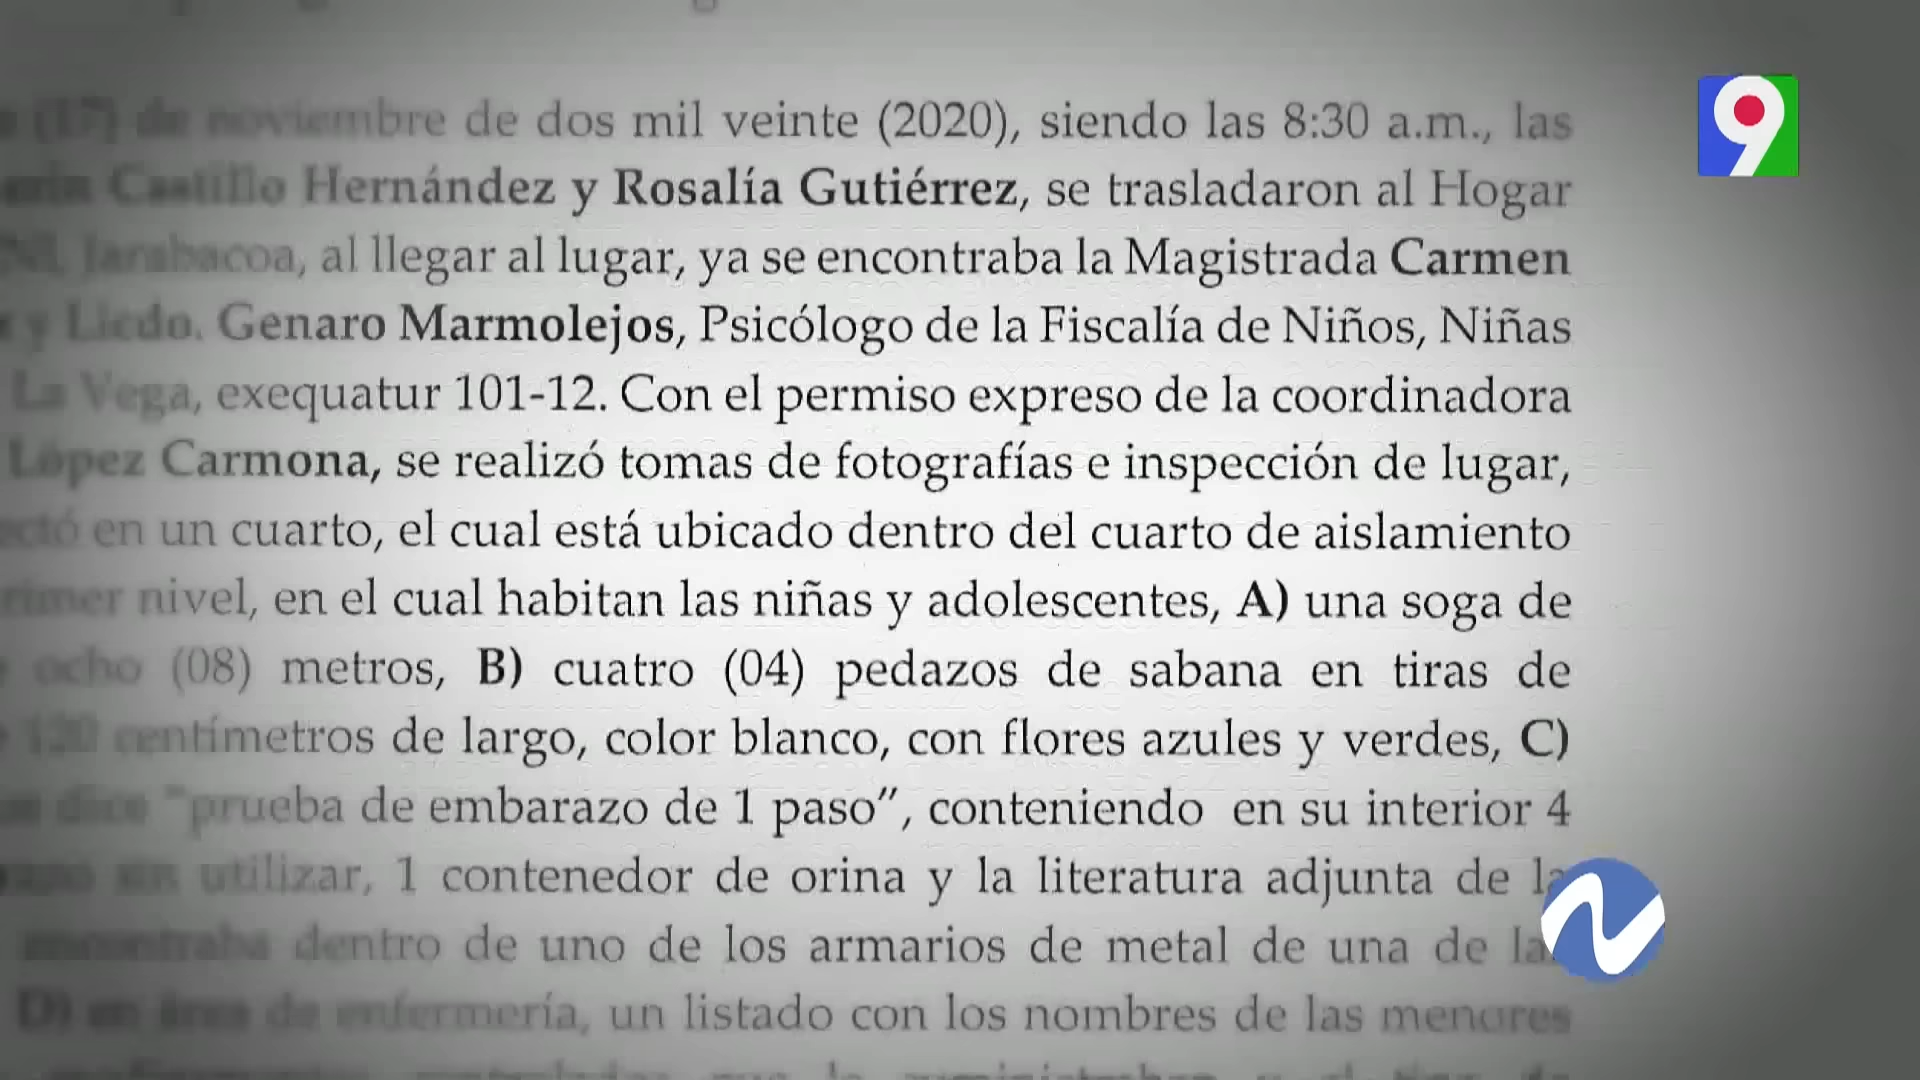 (17) de noviembre de dos mil veinte (2020), siendo las 8:30 a.m., las
Castillo Hernández y Rosalía Gutiérrez, se trasladaron al Hogar
Jarabacoa, al llegar al lugar, ya se encontraba la Magistrada Carmen
y Licdo. Genaro Marmolejos, Psicólogo de la Fiscalía de Niños, Niñas
La Vega, exequatur 101-12. Con el permiso expreso de la coordinadora
López Carmona, se realizó tomas de fotografías e inspección de lugar,
en un cuarto, el cual está ubicado dentro del cuarto de aislamiento
nivel, en el cual habitan las niñas y adolescentes, A) una soga de
ocho (08) metros, B) cuatro (04) pedazos de sabana en tiras de
120 centímetros de largo, color blanco, con flores azules y verdes, C)
dice "prueba de embarazo de 1 paso", conteniendo en su interior 4
utilizar, 1 contenedor de orina y la literatura adjunta de la
encontraba dentro de uno de los armarios de metal de una de
D) en área de enfermería, un listado con los nombres de las menores
9